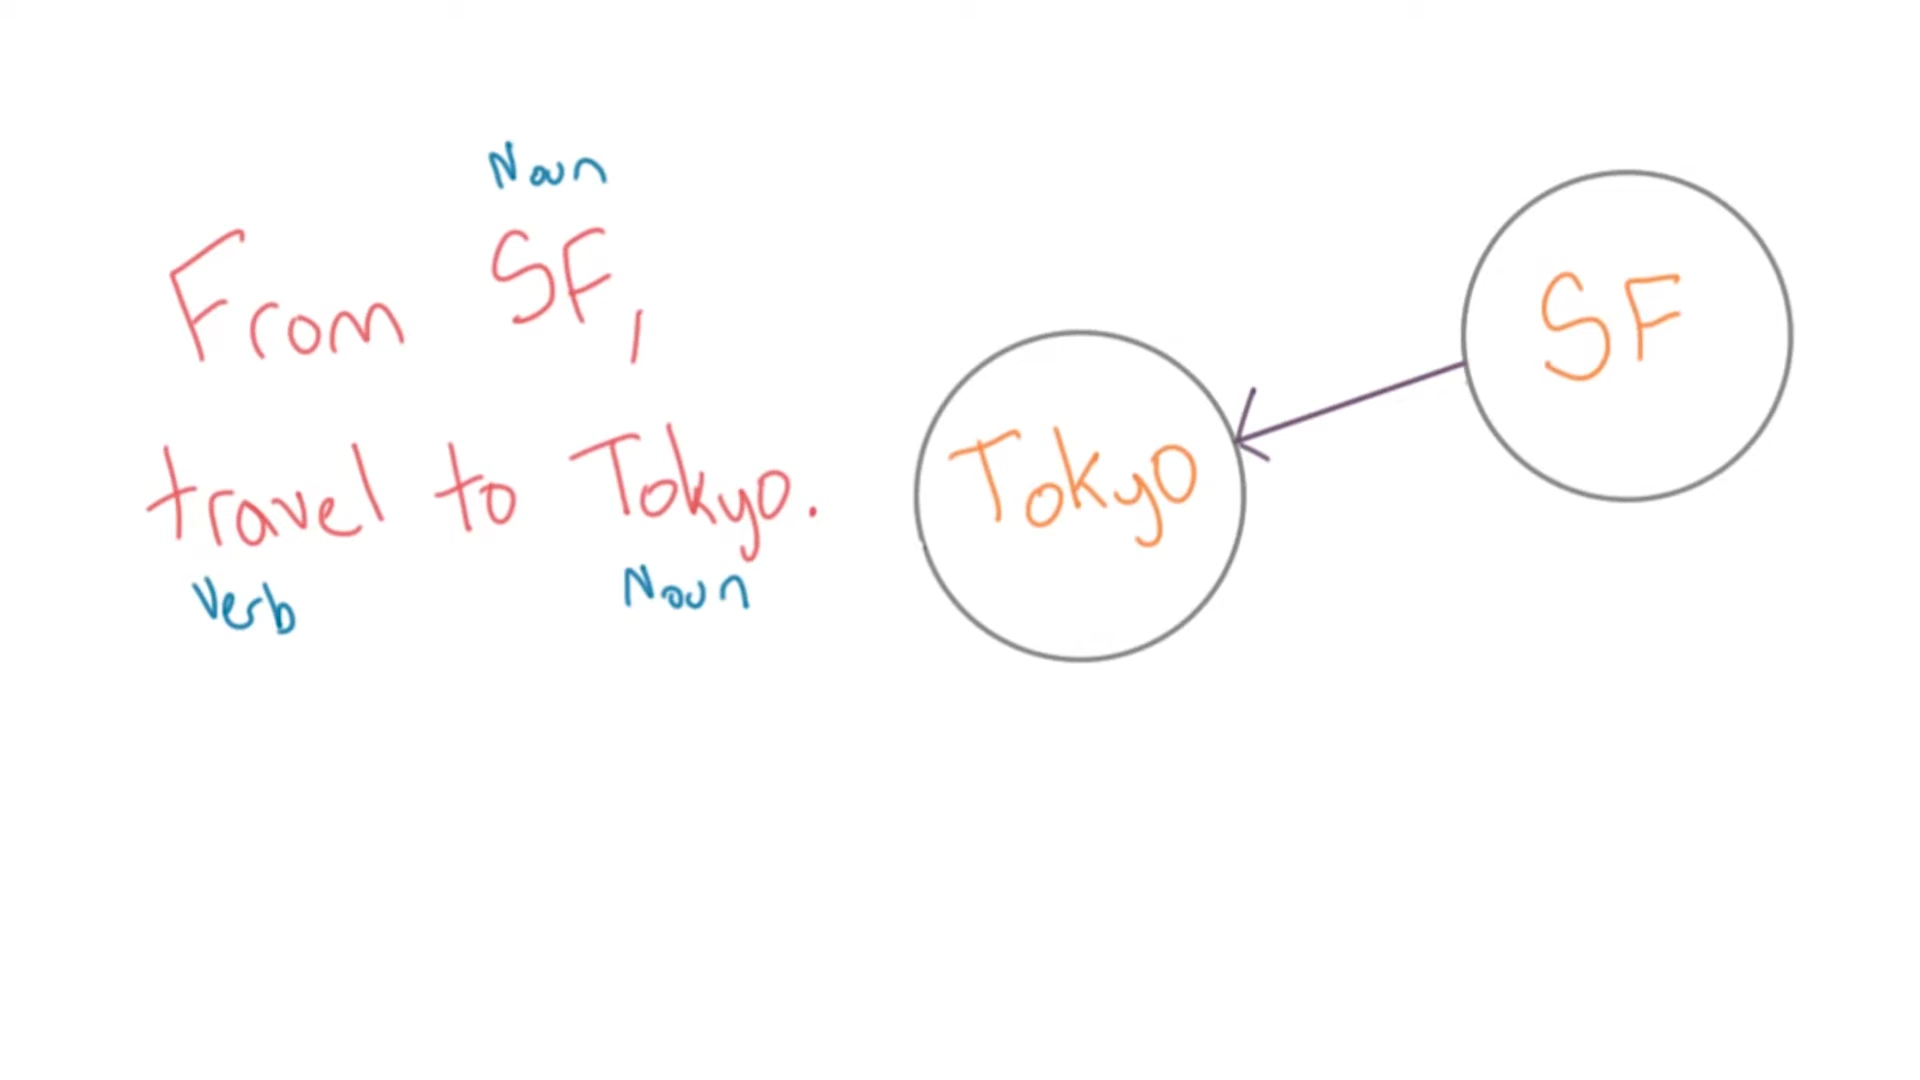 Noun
From SF,
travel to Tokyo.
Verb Noun
Tokyo
SF